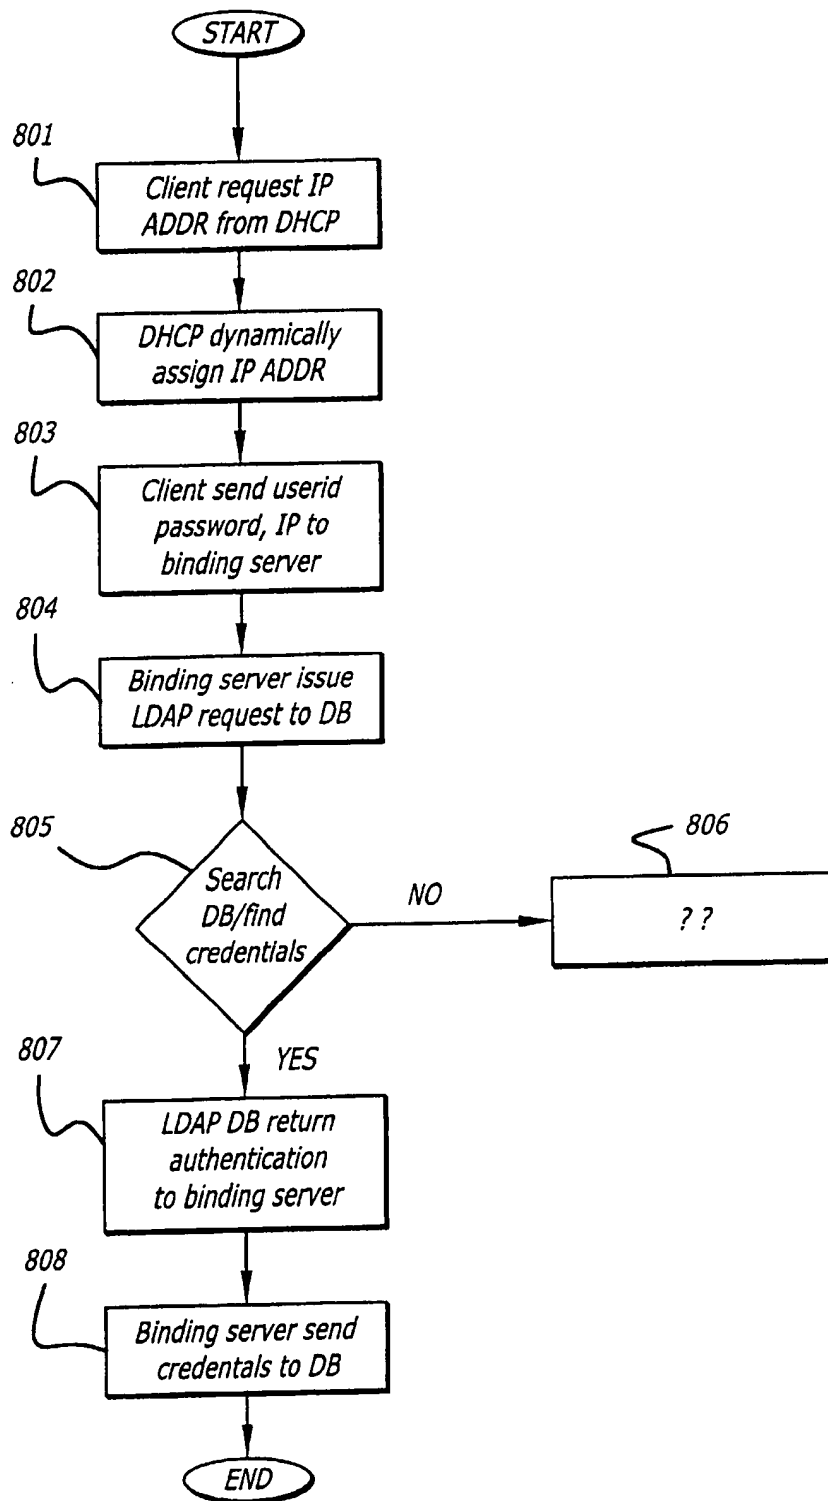 START
801
Client request IP
ADDR from DHCP
802
DHCP dynamically
assign IP ADDR
803
Client send userid
password, IP to
binding server
804
Binding server issue
LDAP request to DB
805
Search
DB/find
credentials
NO
806
? ?
YES
807
LDAP DB return
authentication
to binding server
808
Binding server send
credentals to DB
END